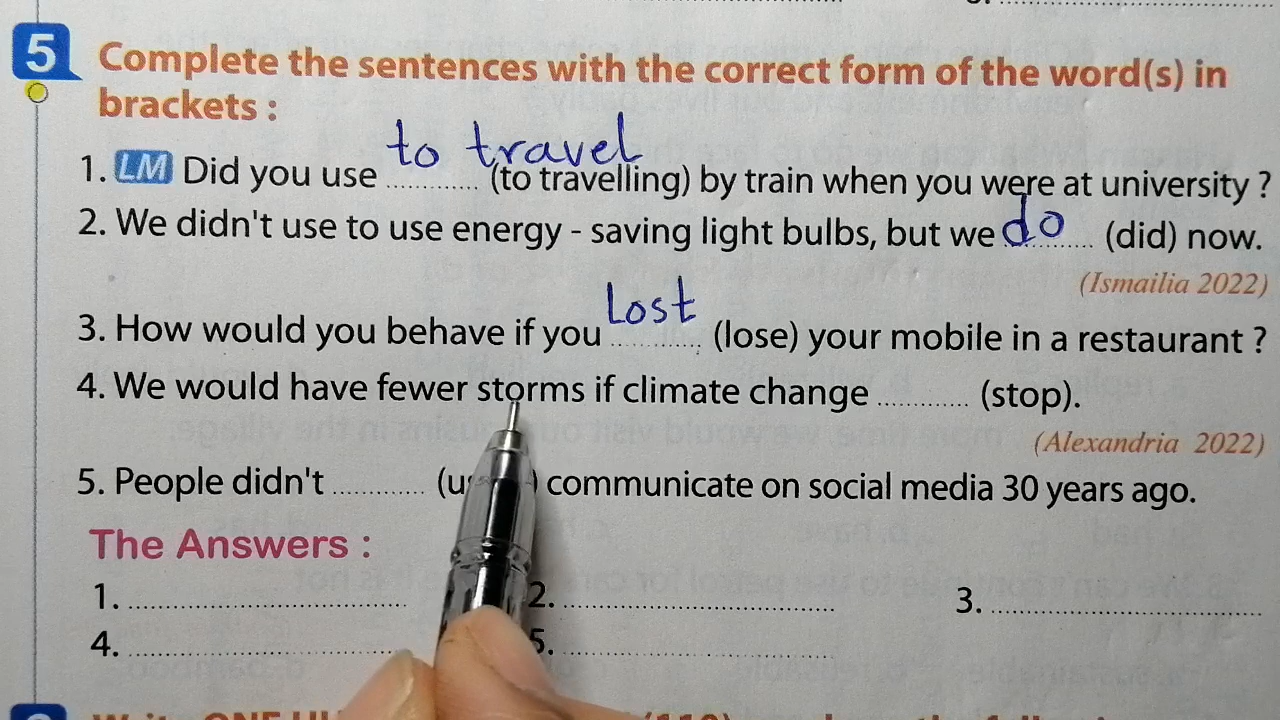 5 Complete the sentences with the correct form of the word(s) in
brackets :
to travel
1. LM Did you use ............ (to travelling) by train when you were at university ?
2. We didn't use to use energy - saving light bulbs, but we do ............ (did) now.
(Ismailia 2022)
Lost
3. How would you behave if you ............ (lose) your mobile in a restaurant ?
4. We would have fewer storms if climate change ............ (stop).
(Alexandria 2022)
5. People didn't ............ communicate on social media 30 years ago.
The Answers :
1. ............ 2. ............ 3. ............
4. ............ 5. ............